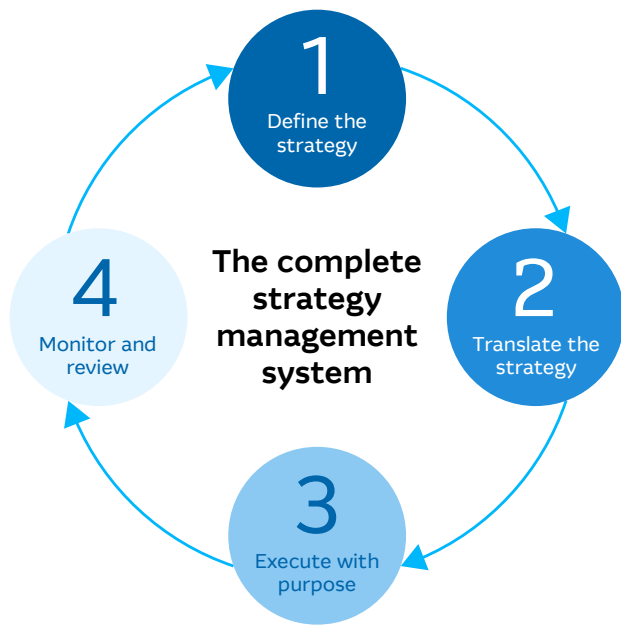 1
Define the
strategy
2
Translate the
strategy
3
Execute with
purpose
4
Monitor and
review
The complete
strategy
management
system